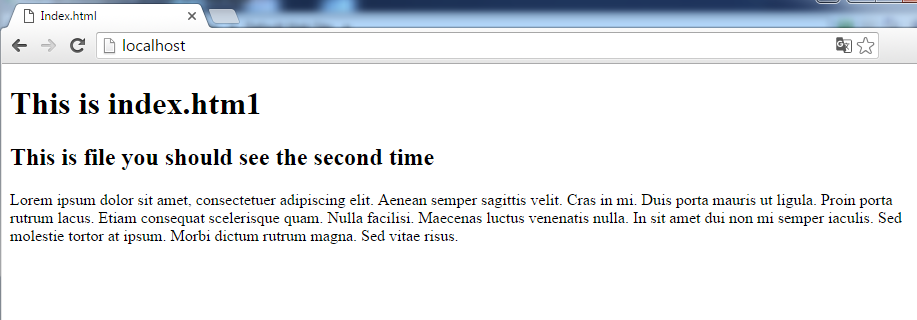 Index.html
localhost
This is index.htm1
This is file you should see the second time
Lorem ipsum dolor sit amet, consectetuer adipiscing elit. Aenean semper sagittis velit. Cras in mi. Duis porta mauris ut ligula. Proin porta
rutrum lacus. Etiam consequat scelerisque quam. Nulla facilisi. Maecenas luctus venenatis nulla. In sit amet dui non mi semper iaculis. Sed
molestie tortor at ipsum. Morbi dictum rutrum magna. Sed vitae risus.